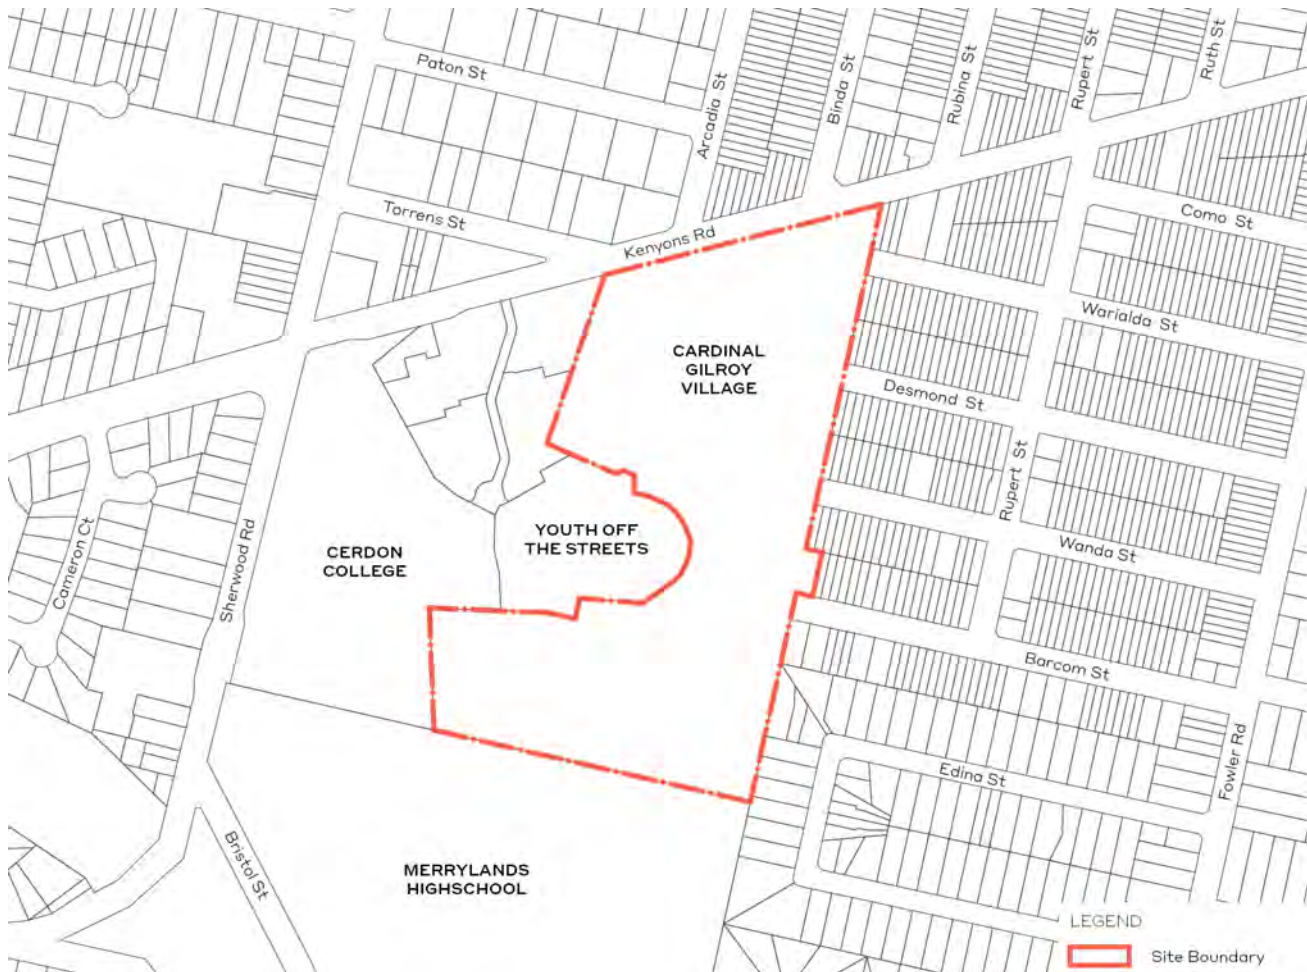 Paton St
Arcadia St
Binda St
Rubina St
Rupert St
Ruth St
Torrens St
Kenyons Rd
Como St
Warialda St
CARDINAL
GILROY
VILLAGE
Desmond St
Rupert St
YOUTH OFF
THE STREETS
CERDON
COLLEGE
Wanda St
Cameron Ct
Sherwood Rd
Barcom St
Edina St
Fowler Rd
Bristol St
MERRYLANDS
HIGHSCHOOL
LEGEND
Site Boundary